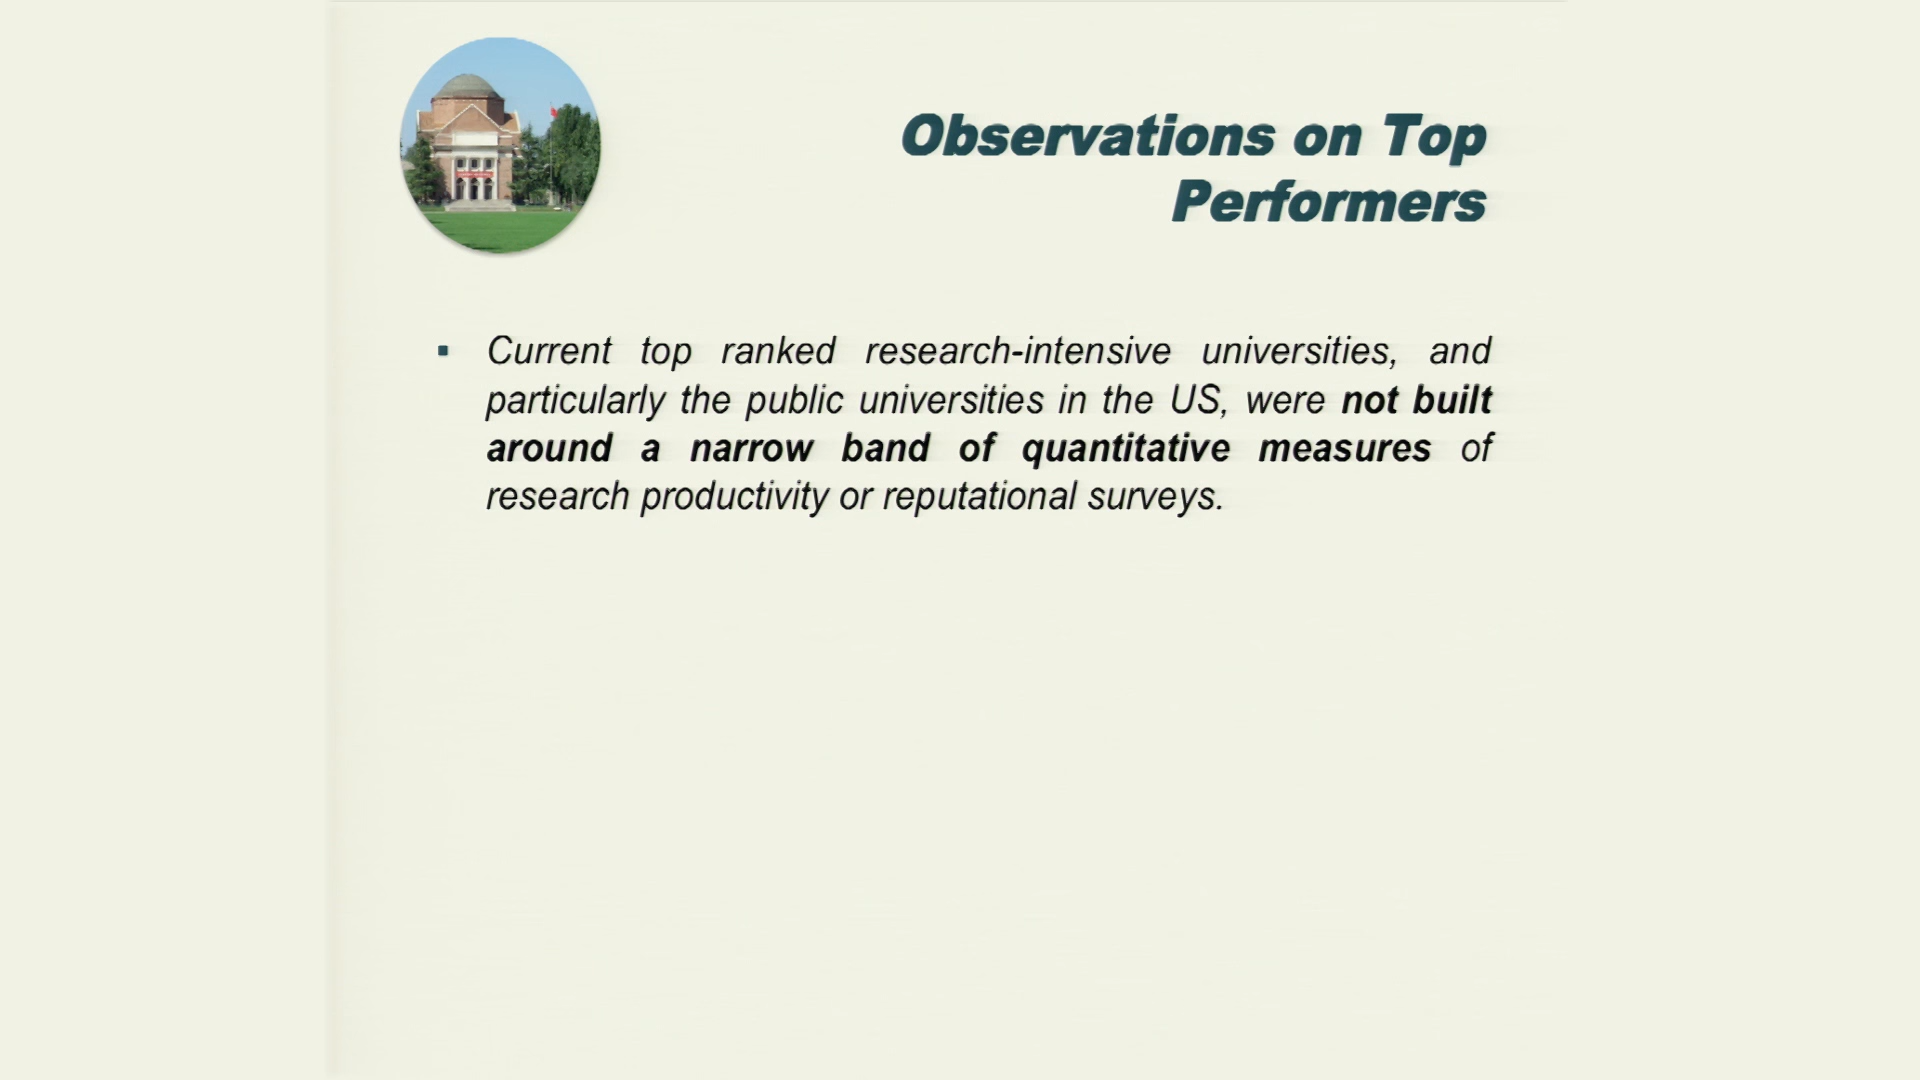 Observations on Top
Performers
▪ Current top ranked research-intensive universities, and
particularly the public universities in the US, were not built
around a narrow band of quantitative measures of
research productivity or reputational surveys.